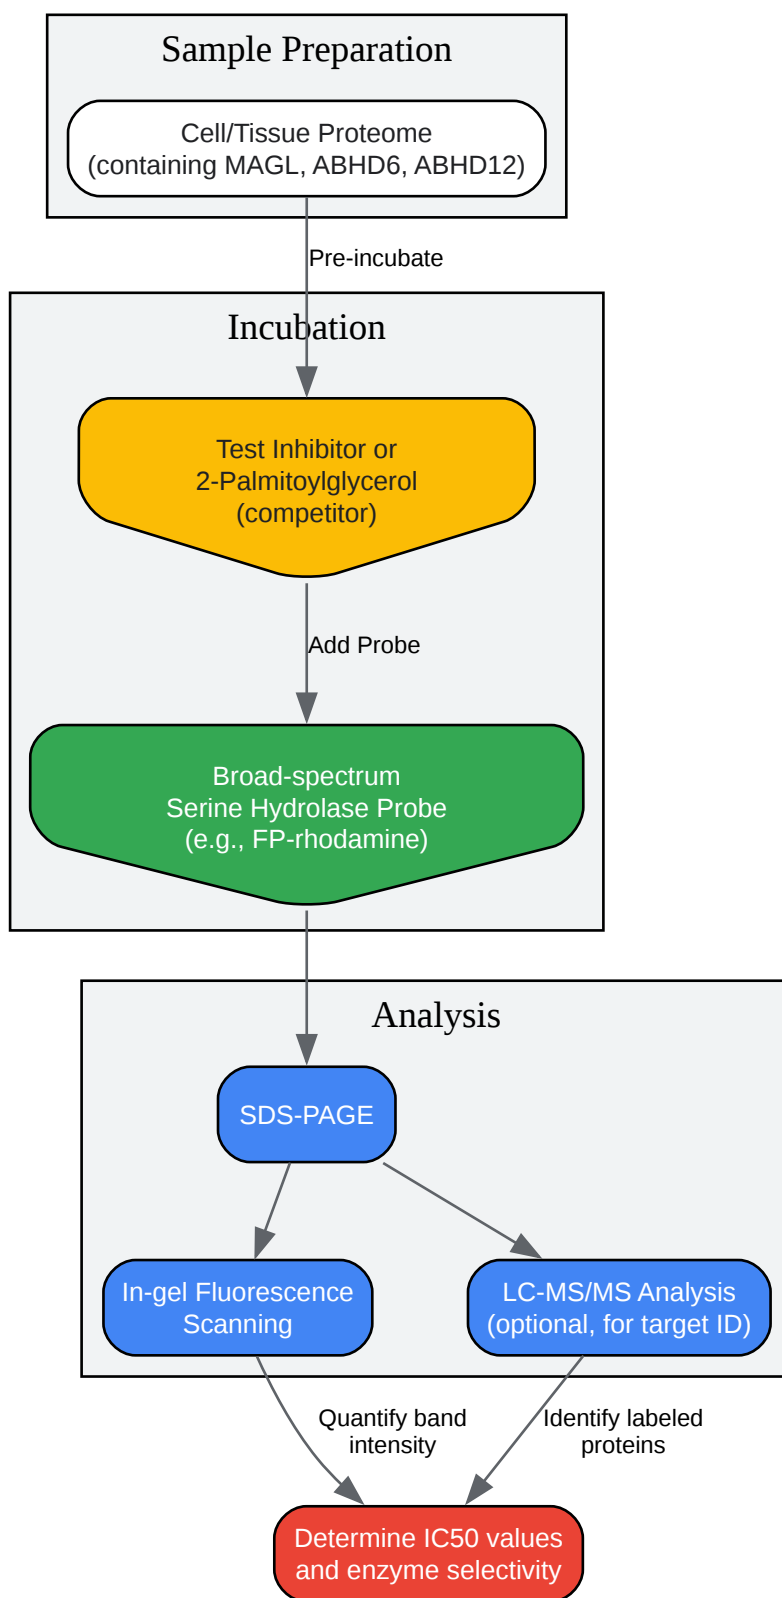 Sample Preparation
Cell/Tissue Proteome
(containing MAGL, ABHD6, ABHD12)
Pre-incubate
Incubation
Test Inhibitor or
2-Palmitoylglycerol
(competitor)
Add Probe
Broad-spectrum
Serine Hydrolase Probe
(e.g., FP-rhodamine)
Analysis
SDS-PAGE
In-gel Fluorescence
Scanning
LC-MS/MS Analysis
(optional, for target ID)
Quantify band
intensity
Identify labeled
proteins
Determine IC50 values
and enzyme selectivity